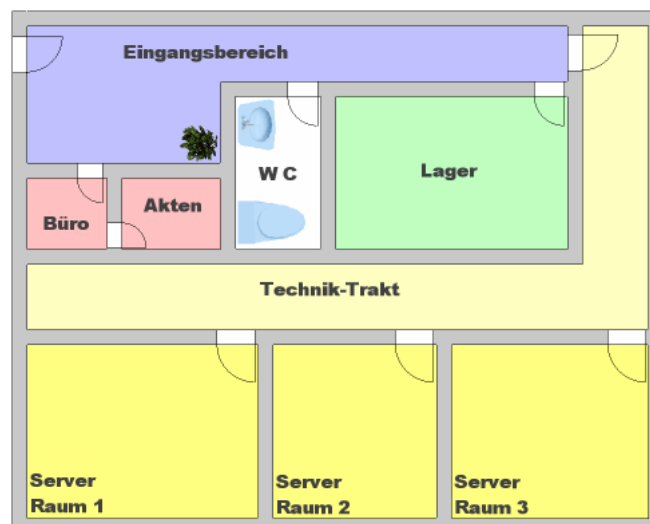 Eingangsbereich
W C
Lager
Akten
Büro
Technik-Trakt
Server
Raum 1
Server
Raum 2
Server
Raum 3